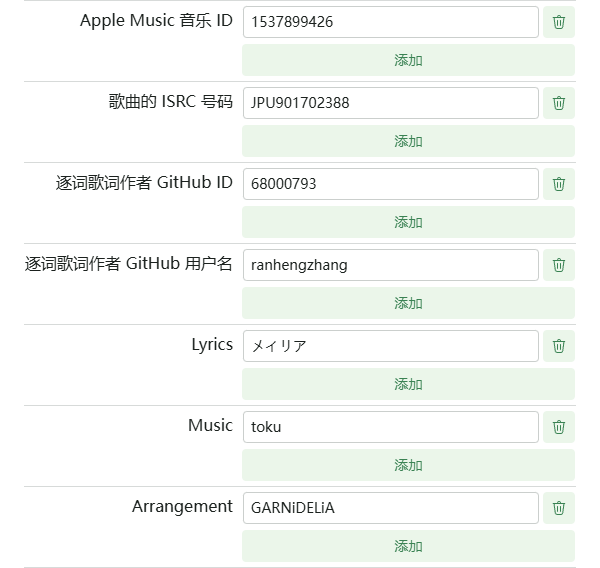 Apple Music 音乐 ID 1537899426
添加
歌曲的 ISRC 号码 JPU901702388
添加
逐词歌词作者 GitHub ID 68000793
添加
逐词歌词作者 GitHub 用户名 ranhengzhang
添加
Lyrics メイリア
添加
Music toku
添加
Arrangement GARNiDELiA
添加